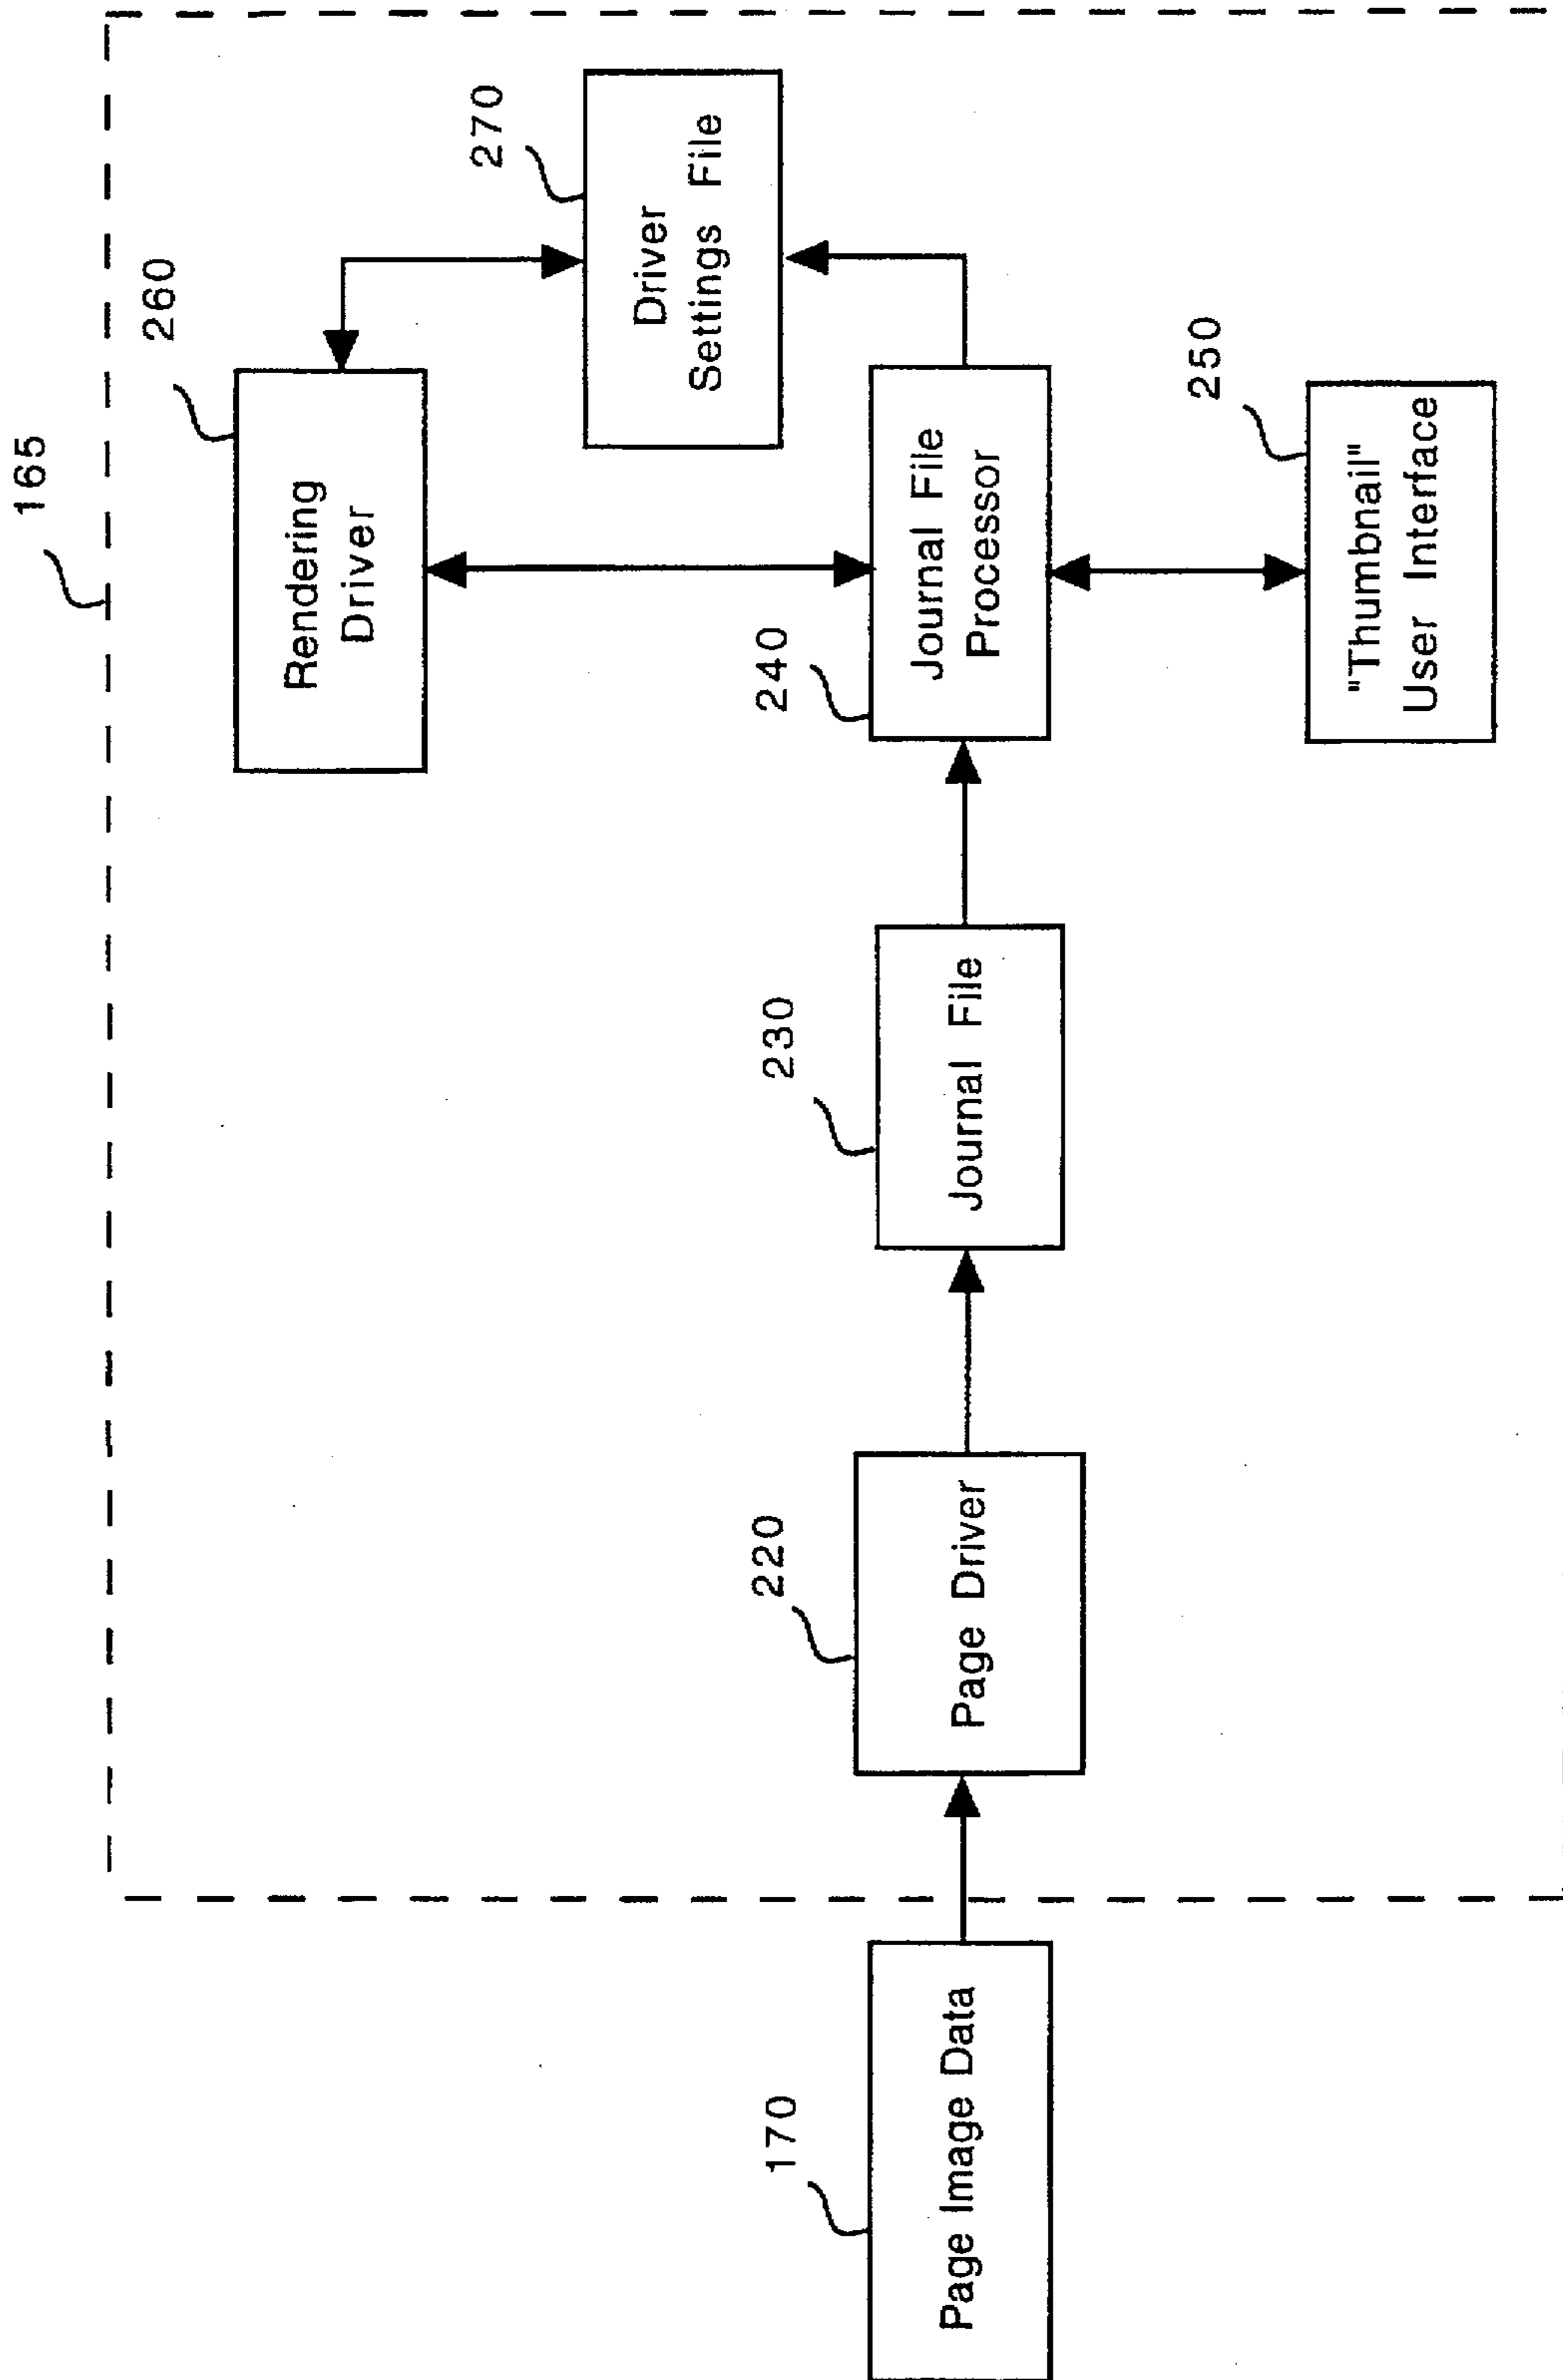 165
260
Rendering
Driver
270
Driver
Settings File
170
Page Image Data
220
Page Driver
230
Journal File
240
Journal File
Processor
250
"Thumbnail"
User Interface